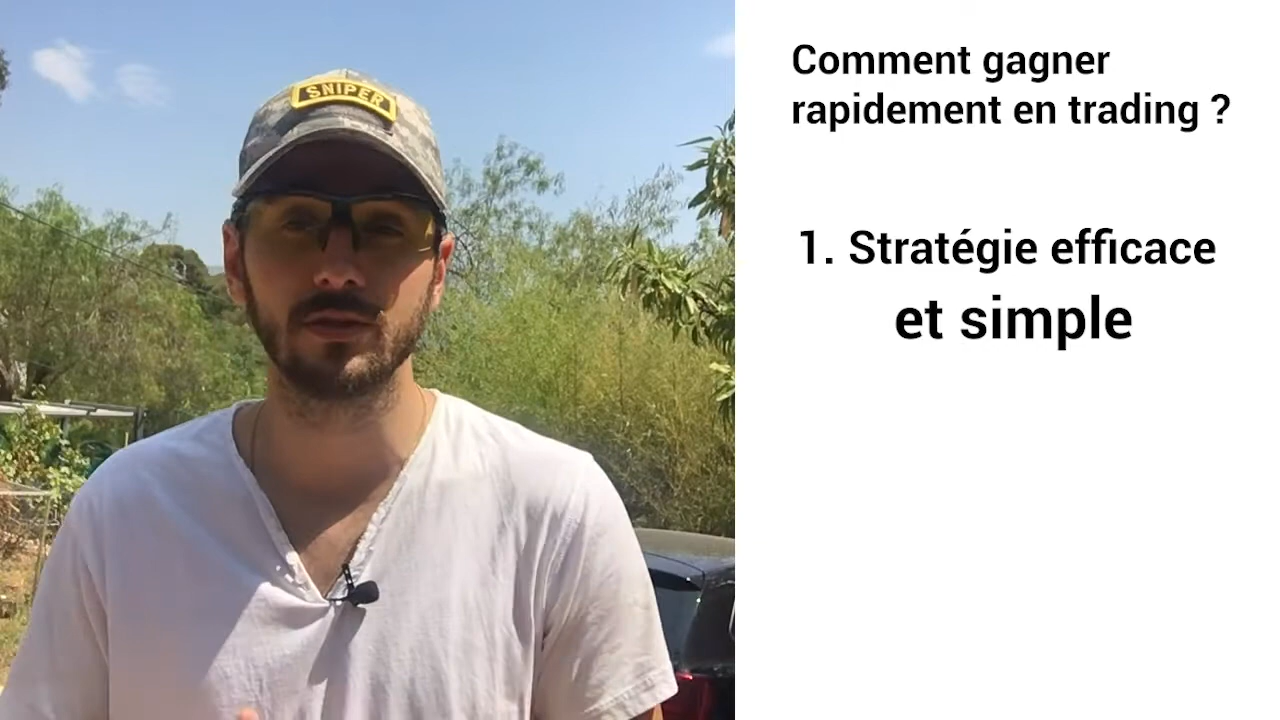 SNIPER
Comment gagner
rapidement en trading ?
1. Stratégie efficace
et simple